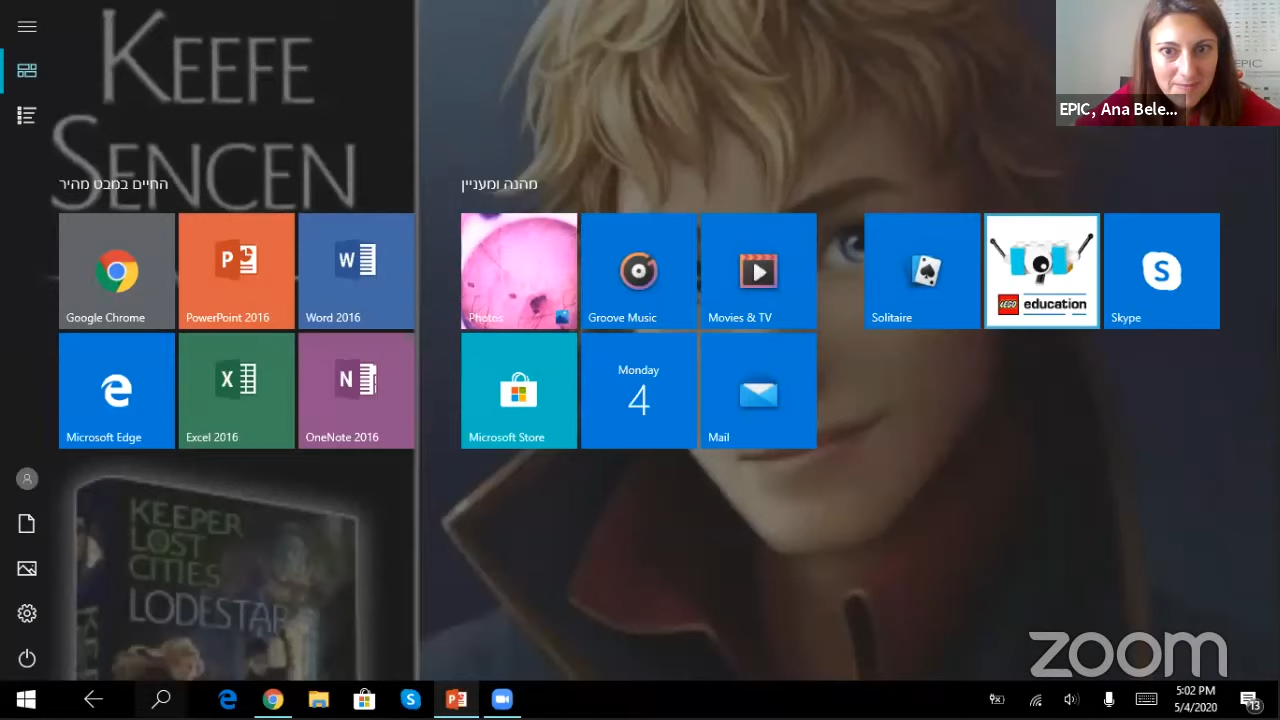 KEEFE
SENCEN
EPIC
EPIC, Ana Bele...
החיים במבט מהיר
מהנה ומעניין
Google Chrome
PowerPoint 2016
Word 2016
Photos
Groove Music
Movies & TV
Solitaire
LEGO education
Skype
Microsoft Edge
Excel 2016
OneNote 2016
Microsoft Store
Monday
4
Mail
KEEPER
LOST
CITIES
LODESTAR
zoom
5:02 PM
5/4/2020
13